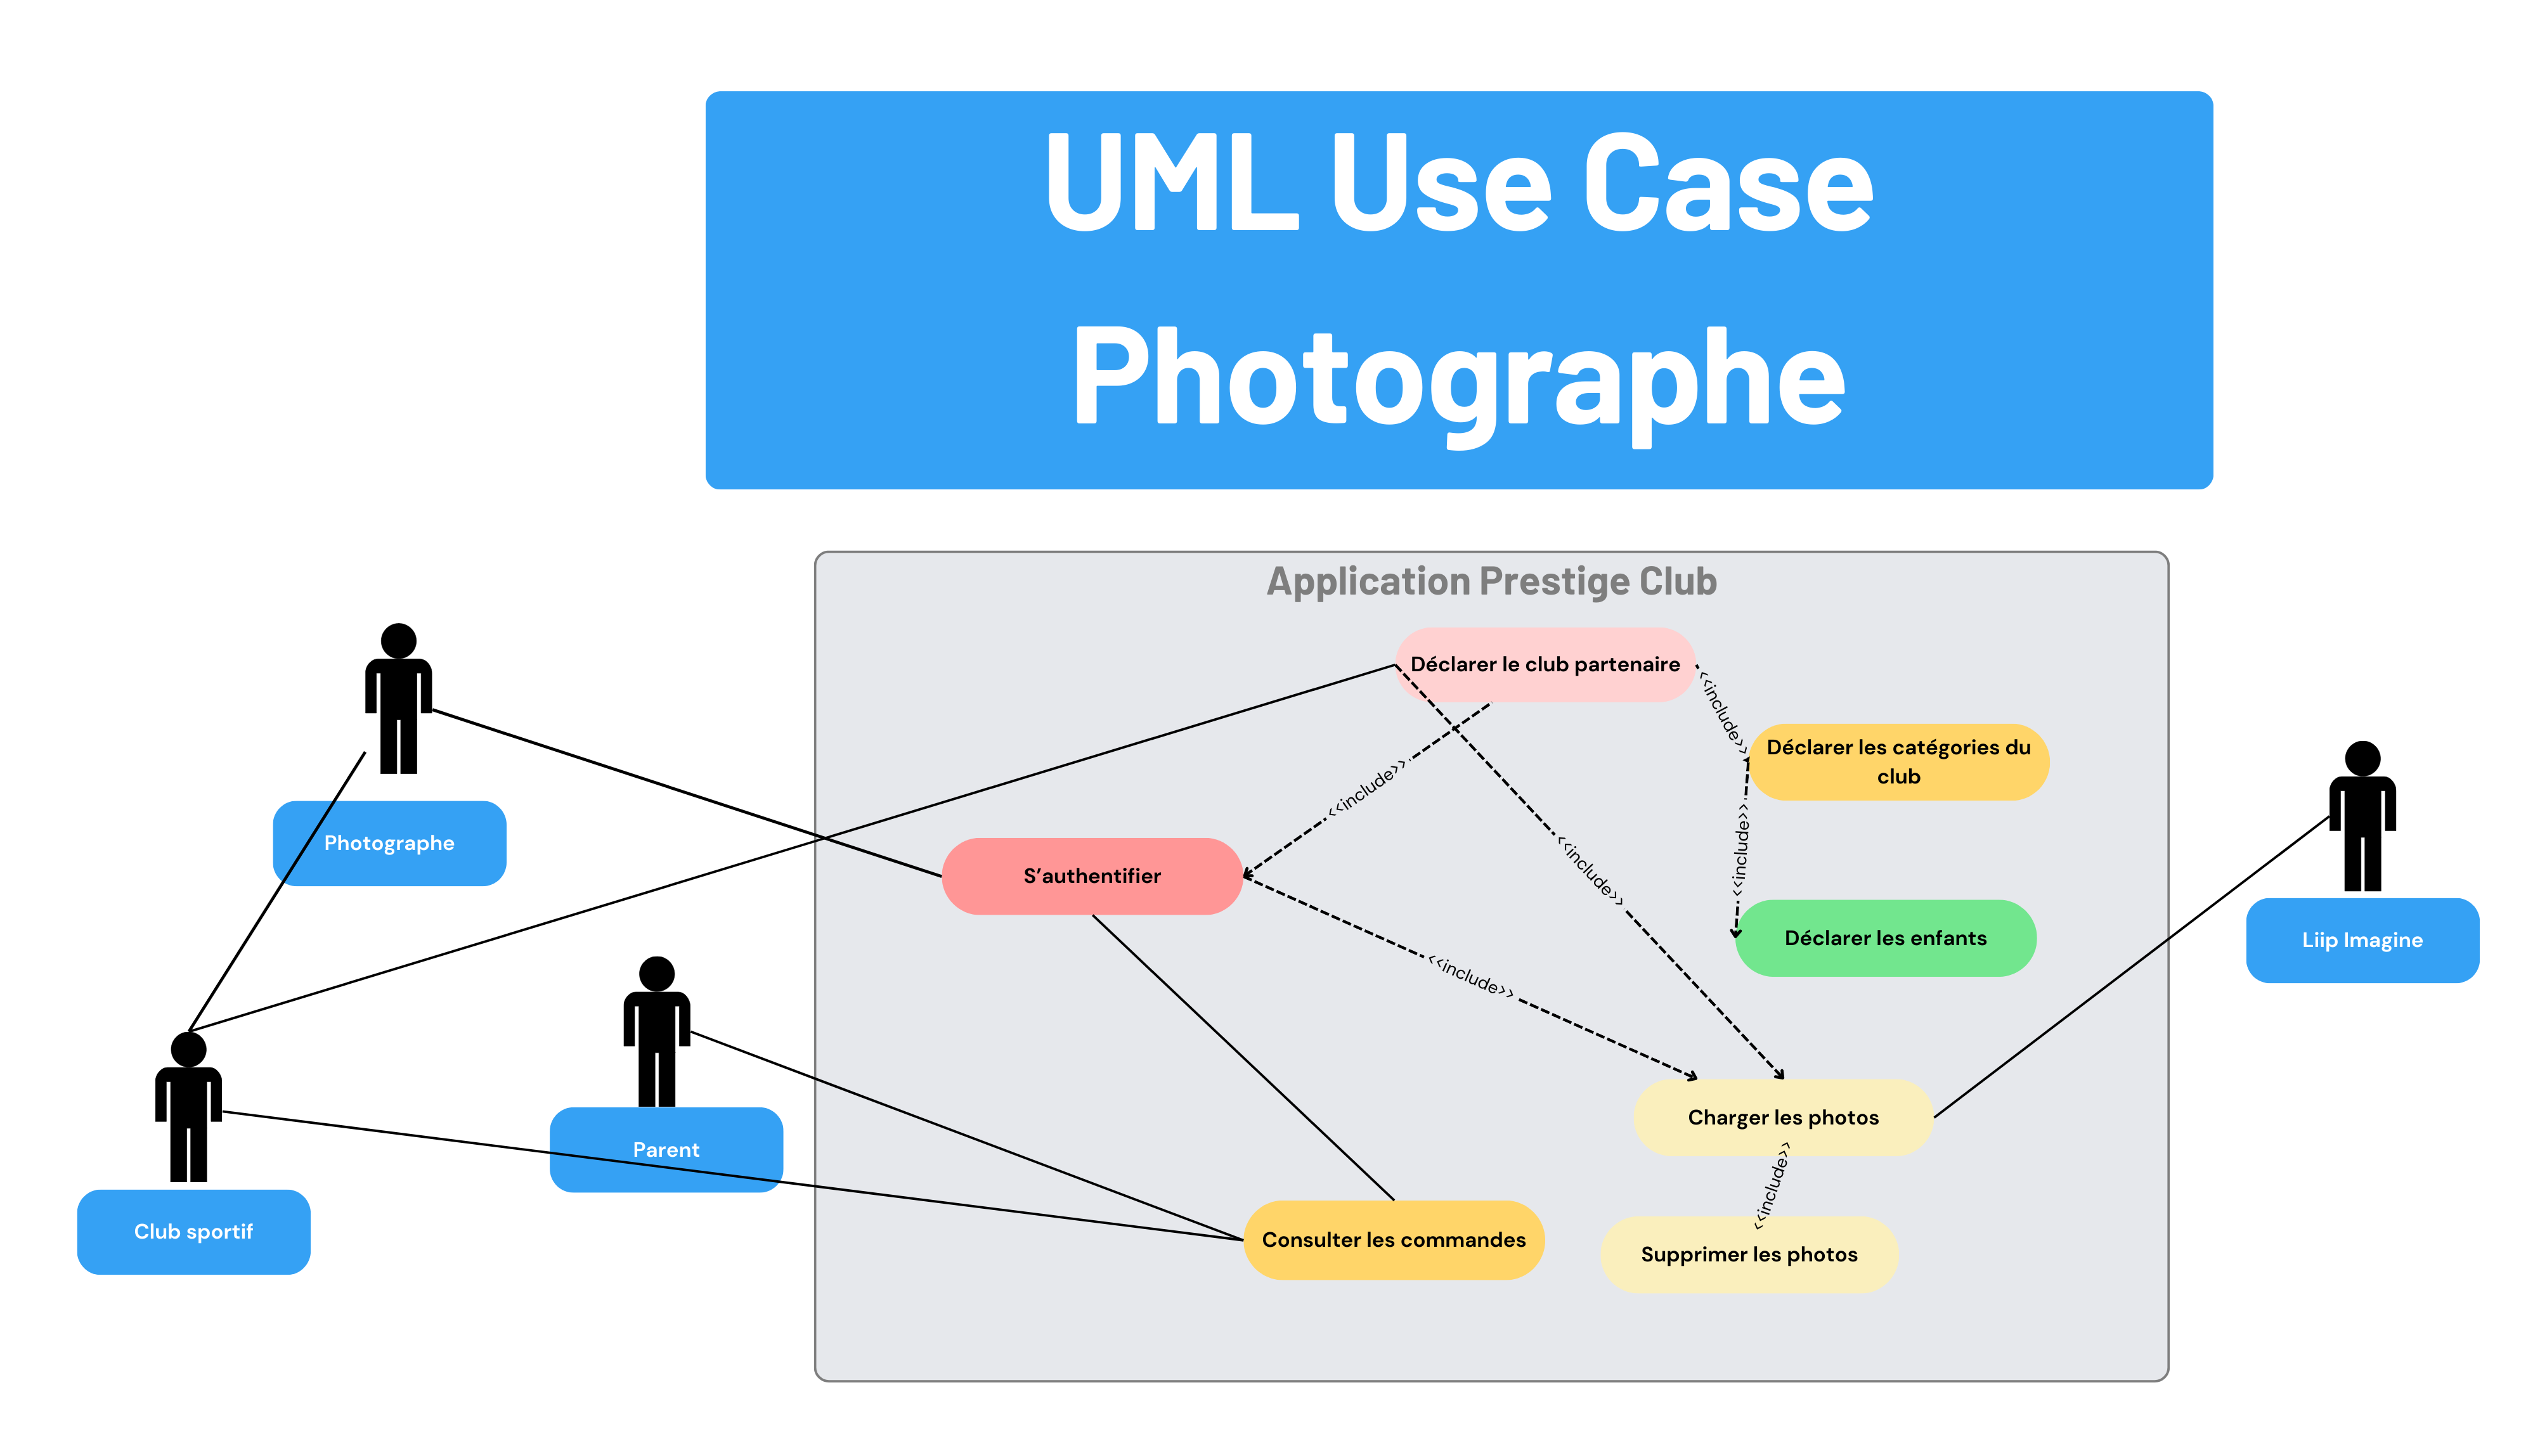 UML Use Case
Photographe
Application Prestige Club
Déclarer le club partenaire
<<include>>
Déclarer les catégories du
club
<<include>>
Photographe
<<include>>
<<include>>
S’authentifier
Déclarer les enfants
Liip Imagine
<<include>>
Charger les photos
Parent
<<include>>
Club sportif
Consulter les commandes
Supprimer les photos